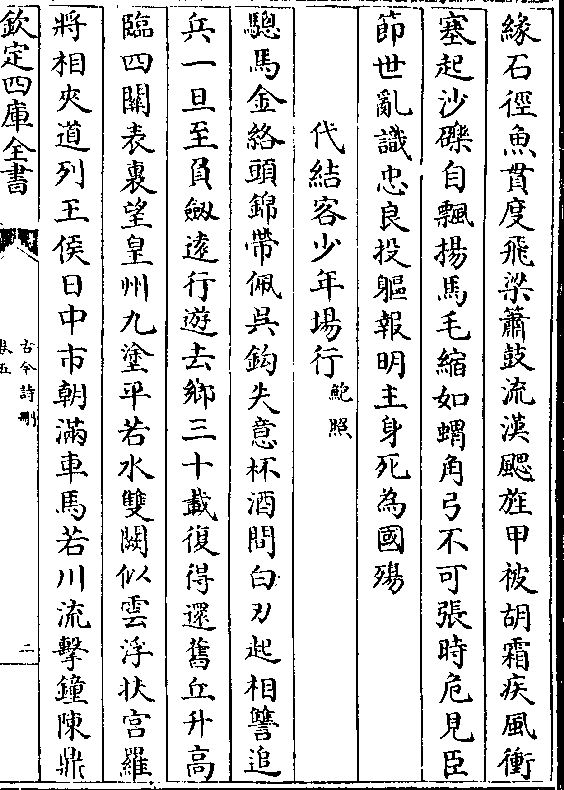 緣石徑魚貫度飛梁簫鼓流漢颸旌甲被胡霜疾風衝
塞起沙礫自飄揚馬毛縮如蝟角弓不可張時危見臣
節世亂識忠良投軀報明主身死為國殤
代結客少年場行鮑照
驄馬金絡頭錦帶佩吳鈎失意杯酒間白刃起相讐追
兵一旦至負劔逺行遊去鄉三十載復得還舊丘升高
臨四關表裏望皇州九塗平若水雙闕似雲浮扶宮羅
將相夾道列王侯日中市朝滿車馬若川流擊鐘陳鼎
欽定四庫全書
古今詩刪
卷五
二